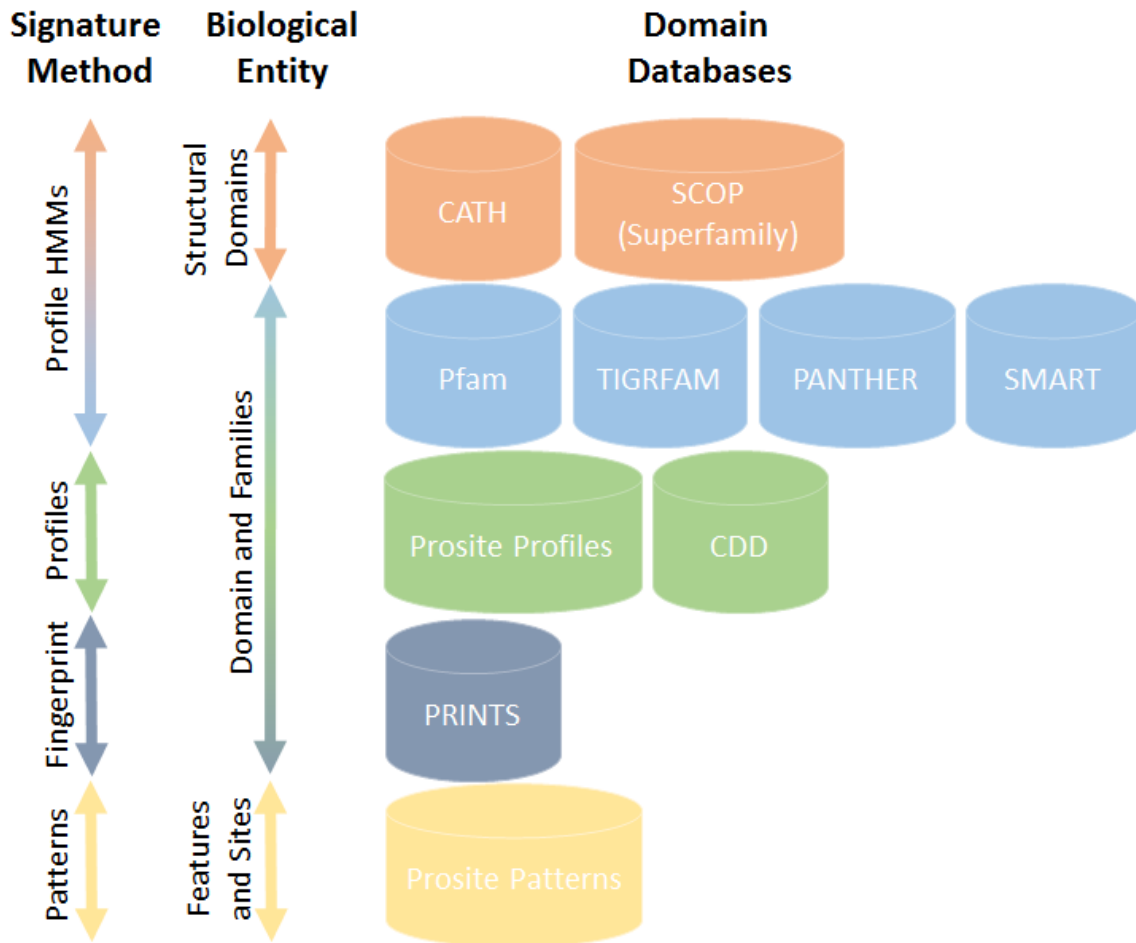 Signature
Method
Biological
Entity
Domain
Databases
Profile HMMs
Structural
Domains
CATH
SCOP
(Superfamily)
Domain and Families
Pfam
TIGRFAM
PANTHER
SMART
Profiles
Prosite Profiles
CDD
Fingerprint
PRINTS
Patterns
Features
and Sites
Prosite Patterns